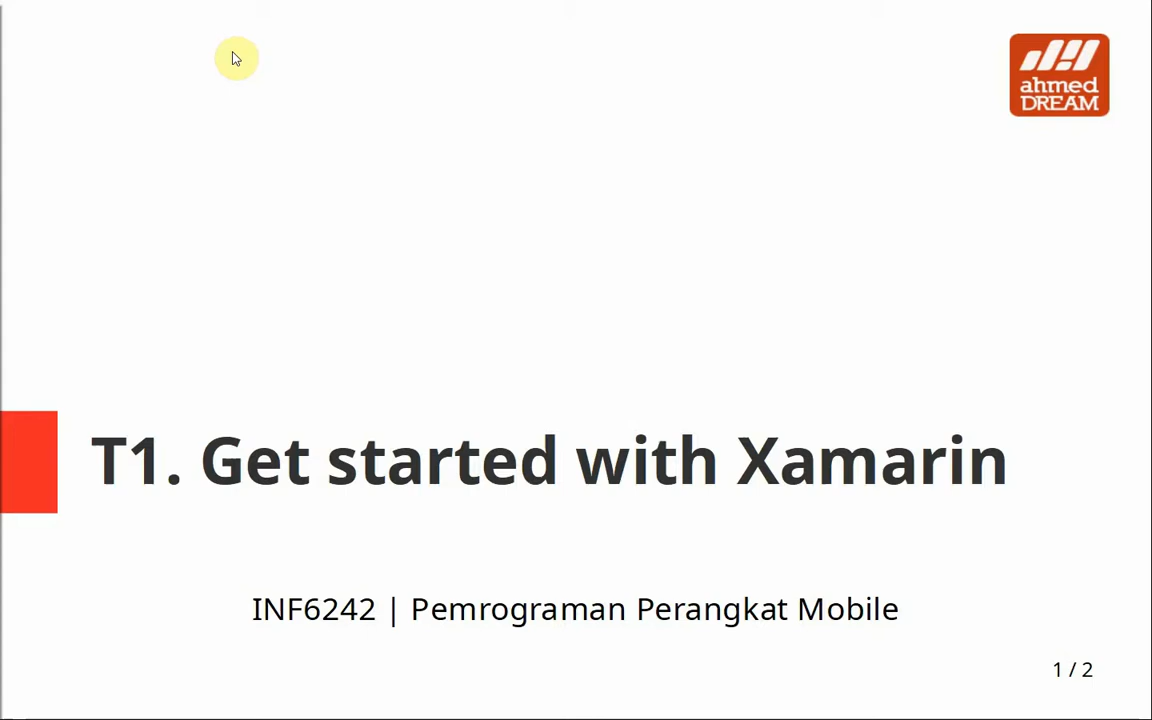 ahmed
DREAM
T1. Get started with Xamarin
INF6242 | Pemrograman Perangkat Mobile
1 / 2